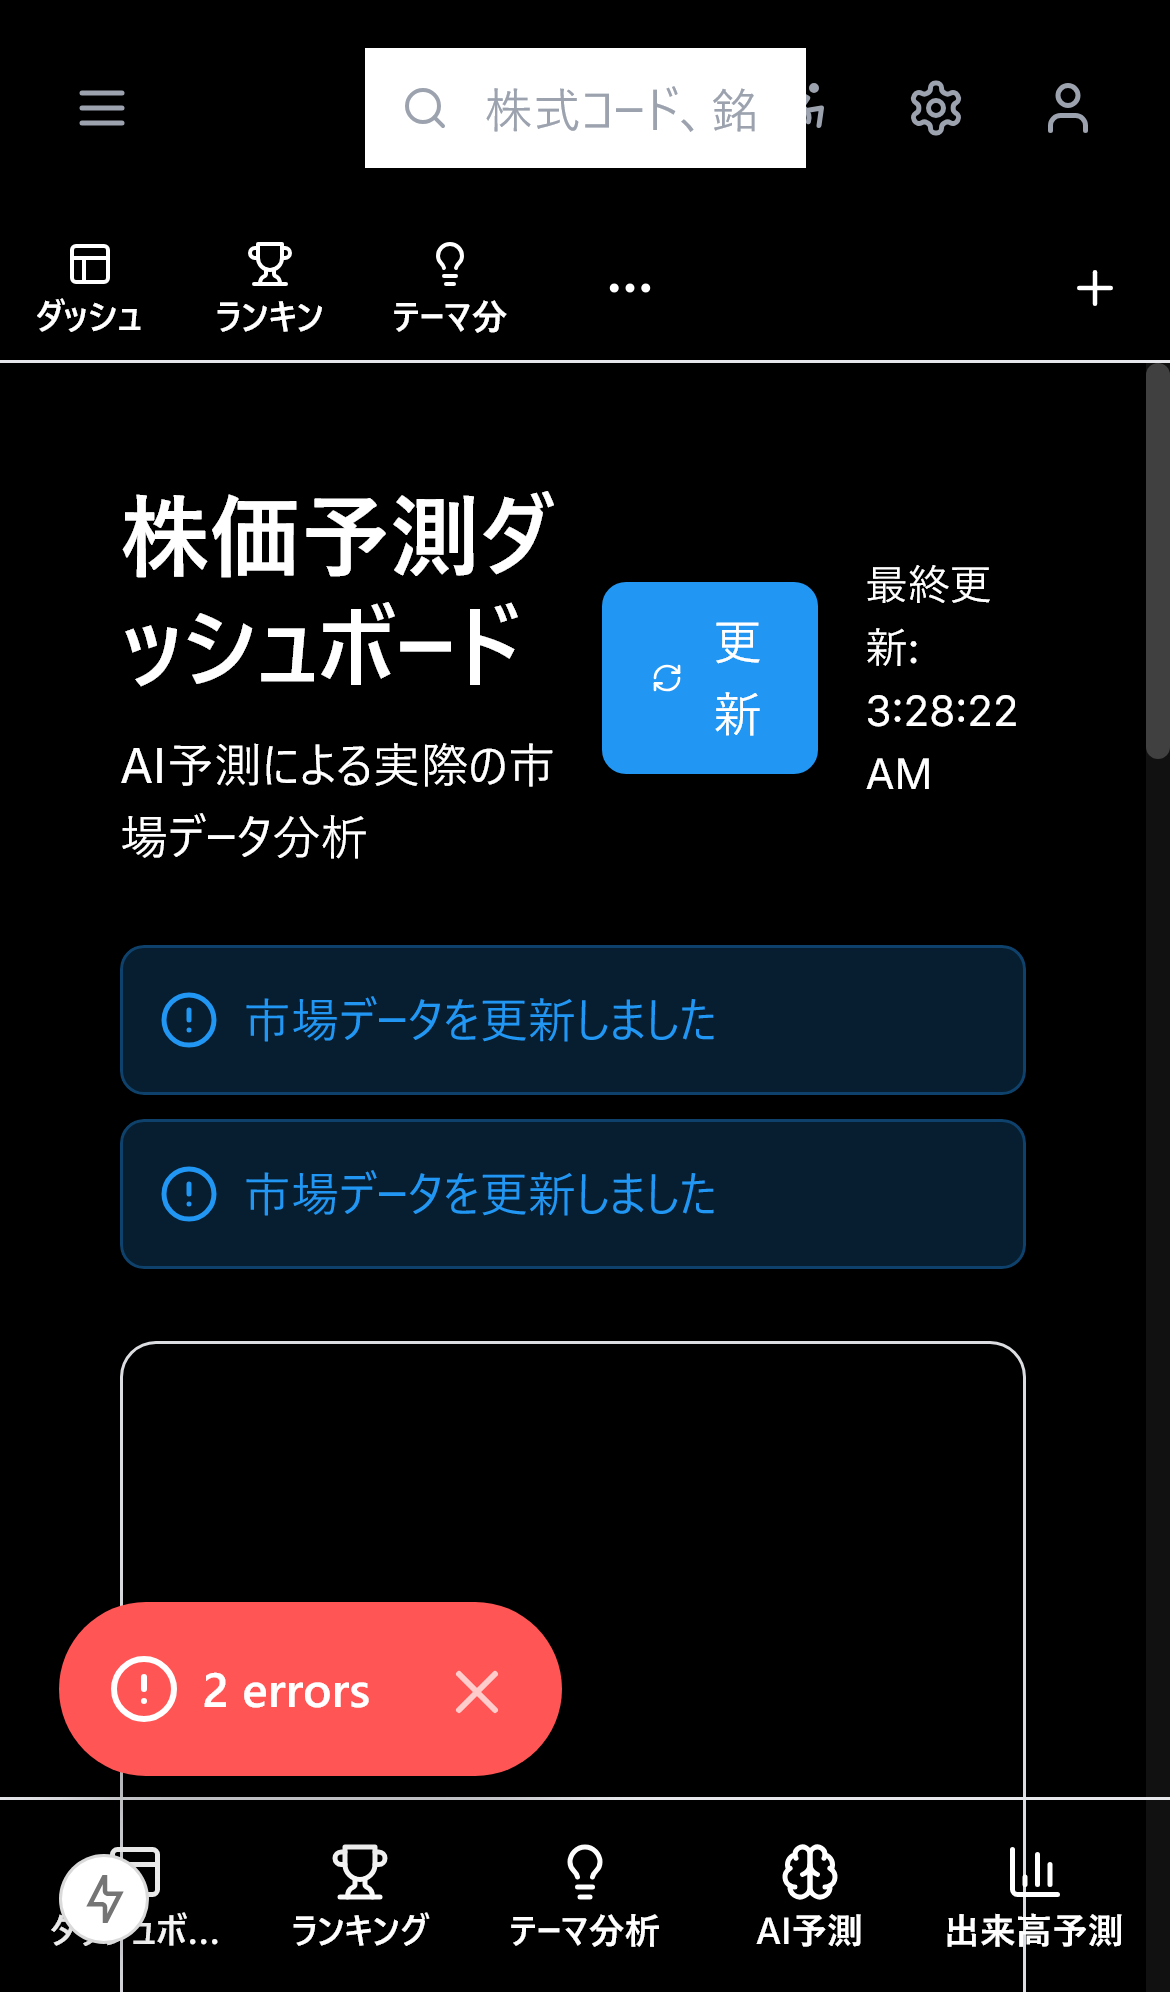 株式コード、銘
ダッシュ
ランキン
テーマ分
株価予測ダ
ッシュボード
AI予測による実際の市
場データ分析
更
新
最終更
新:
3:28:22
AM
市場データを更新しました
市場データを更新しました
2 errors
ュボ...
ランキング
テーマ分析
AI予測
出来高予測